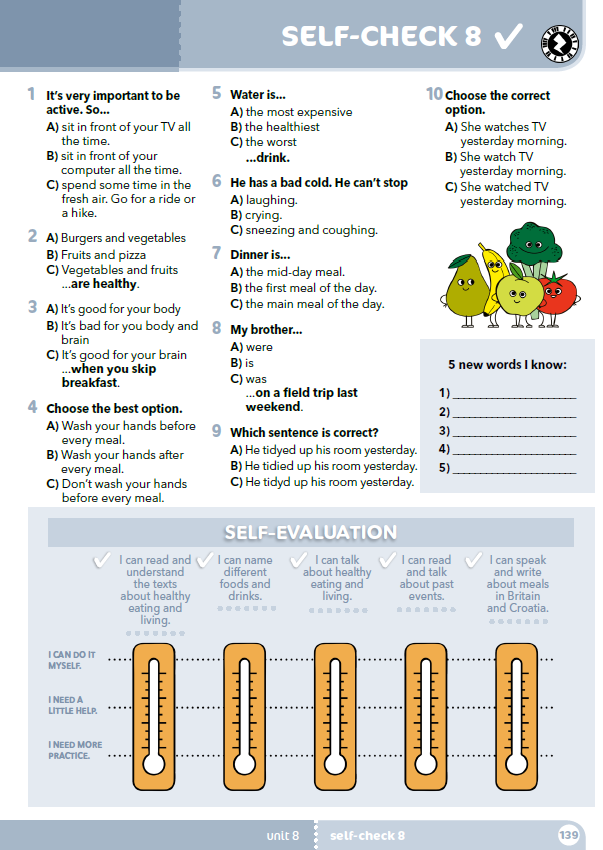 SELF-CHECK 8
1 It's very important to be
active. So...
A) sit in front of your TV all
the time.
B) sit in front of your
computer all the time.
C) spend some time in the
fresh air. Go for a ride or
a hike.
2 A) Burgers and vegetables
B) Fruits and pizza
C) Vegetables and fruits
...are healthy.
3 A) It's good for your body
B) It's bad for you body and
brain
C) It's good for your brain
...when you skip
breakfast.
4 Choose the best option.
A) Wash your hands before
every meal.
B) Wash your hands after
every meal.
C) Don't wash your hands
before every meal.
5 Water is...
A) the most expensive
B) the healthiest
C) the worst
...drink.
6 He has a bad cold. He can't stop
A) laughing.
B) crying.
C) sneezing and coughing.
7 Dinner is...
A) the mid-day meal.
B) the first meal of the day.
C) the main meal of the day.
8 My brother...
A) were
B) is
C) was
...on a field trip last
weekend.
9 Which sentence is correct?
A) He tidyed up his room yesterday.
B) He tidied up his room yesterday.
C) He tidyd up his room yesterday.
10 Choose the correct
option.
A) She watches TV
yesterday morning.
B) She watch TV
yesterday morning.
C) She watched TV
yesterday morning.
5 new words I know:
1)
2)
3)
4)
5)
SELF-EVALUATION
I can read and
understand
the texts
about healthy
eating and
living.
I can name
different
foods and
drinks.
I can talk
about healthy
eating and
living.
I can read
and talk
about past
events.
I can speak
and write
about meals
in Britain
and Croatia.
I CAN DO IT
MYSELF.
I NEED A
LITTLE HELP.
I NEED MORE
PRACTICE.
unit 8
self-check 8
139